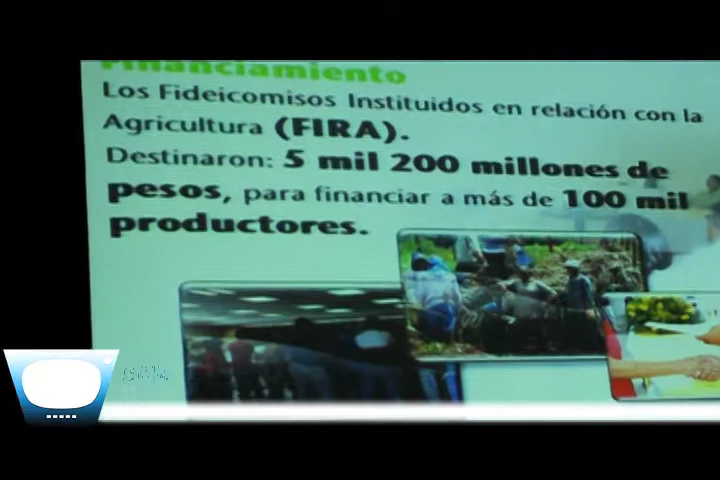 Financiamiento
Los Fideicomisos Instituidos en relación con la
Agricultura (FIRA).
Destinaron: 5 mil 200 millones de
pesos, para financiar a más de 100 mil
productores.